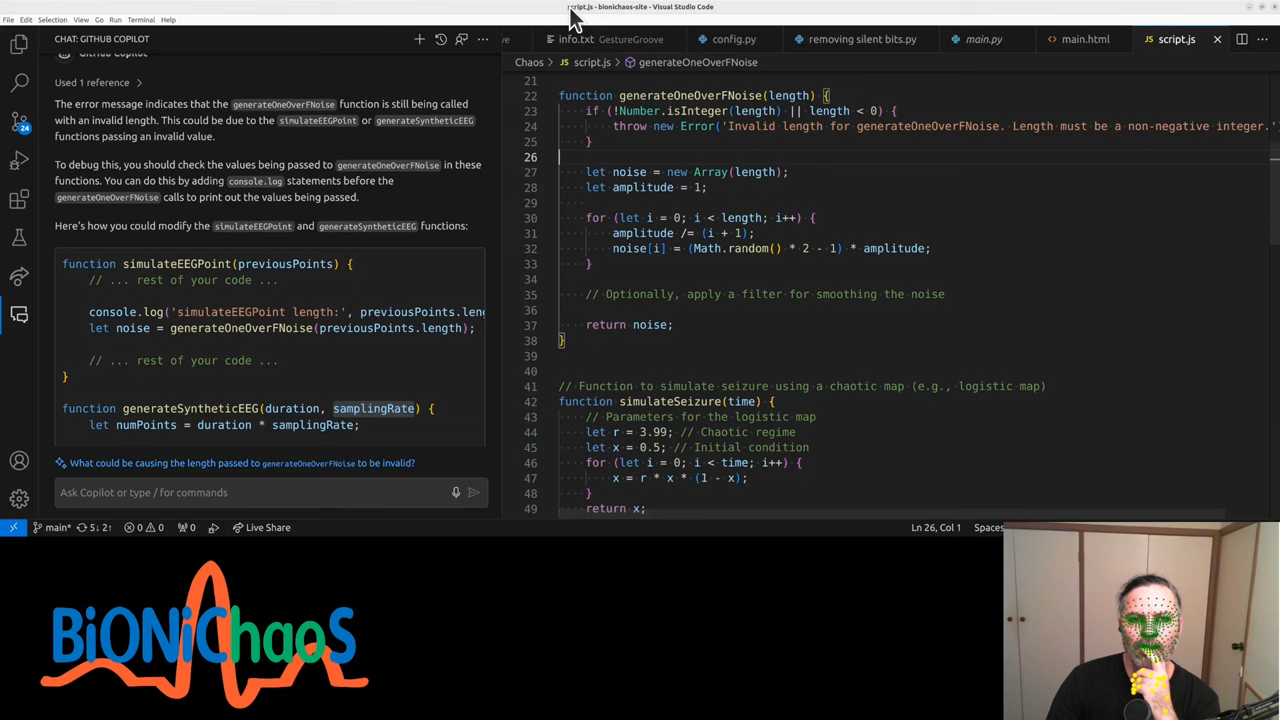 script.js - bionichaos-site - Visual Studio Code
File Edit Selection View Go Run Terminal Help
CHAT: GITHUB COPILOT
info.txt GestureGroove config.py removing silent bits.py main.py main.html script.js
Chaos > script.js > generateOneOverFNoise
GitHub Copilot
Used 1 reference >
The error message indicates that the generateOneOverFNoise function is still being called
with an invalid length. This could be due to the simulateEEGPoint or generateSyntheticEEG
functions passing an invalid value.
To debug this, you should check the values being passed to generateOneOverFNoise in these
functions. You can do this by adding console.log statements before the
generateOneOverFNoise calls to print out the values being passed.
Here's how you could modify the simulateEEGPoint and generateSyntheticEEG functions:
function simulateEEGPoint(previousPoints) {
// ... rest of your code ...
console.log('simulateEEGPoint length:', previousPoints.leng
let noise = generateOneOverFNoise(previousPoints.length);
// ... rest of your code ...
}
function generateSyntheticEEG(duration, samplingRate) {
let numPoints = duration * samplingRate;
What could be causing the length passed to generateOneOverFNoise to be invalid?
Ask Copilot or type / for commands
24
21
22 function generateOneOverFNoise(length) {
23 if (!Number.isInteger(length) || length < 0) {
24 throw new Error('Invalid length for generateOneOverFNoise. Length must be a non-negative integer.'
25 }
26
27 let noise = new Array(length);
28 let amplitude = 1;
29
30 for (let i = 0; i < length; i++) {
31 amplitude /= (i + 1);
32 noise[i] = (Math.random() * 2 - 1) * amplitude;
33 }
34
35 // Optionally, apply a filter for smoothing the noise
36
37 return noise;
38 }
39
40
41 // Function to simulate seizure using a chaotic map (e.g., logistic map)
42 function simulateSeizure(time) {
43 // Parameters for the logistic map
44 let r = 3.99; // Chaotic regime
45 let x = 0.5; // Initial condition
46 for (let i = 0; i < time; i++) {
47 x = r * x * (1 - x);
48 }
49 return x;
main* 5↓ 2↑ 0 0 0 Live Share Ln 26, Col 1 Spaces
BiONiChaoS